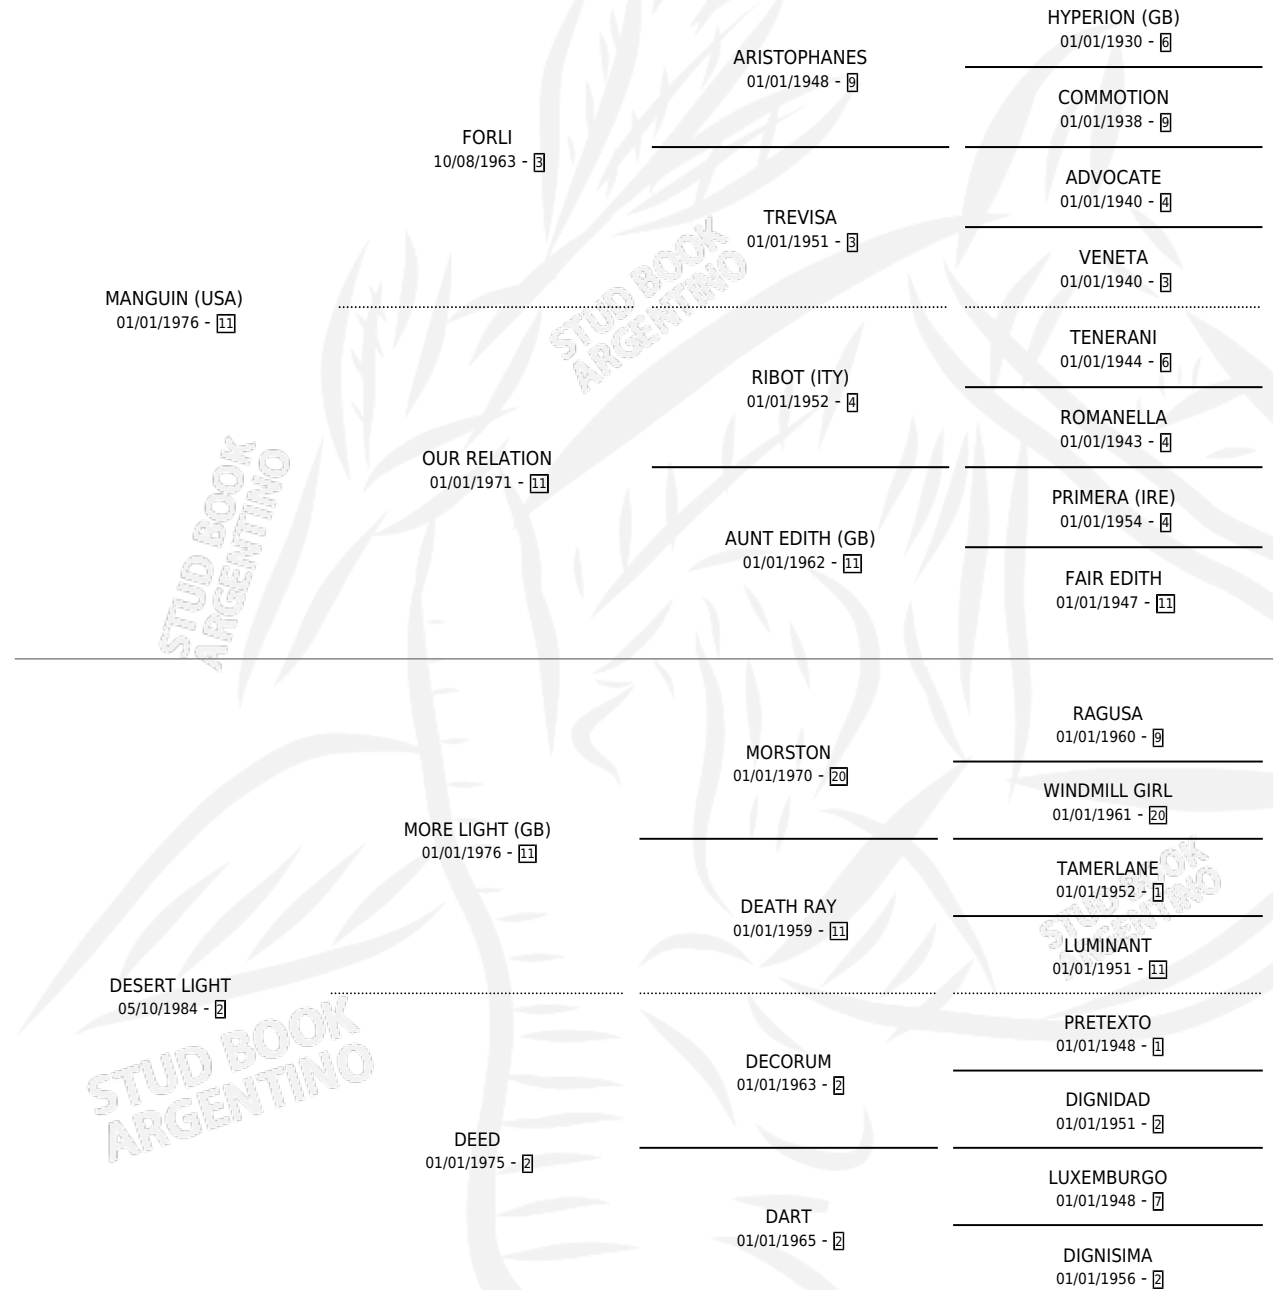 HYPERION (GB)
01/01/1930 - 6
ARISTOPHANES
01/01/1948 - 9
COMMOTION
01/01/1938 - 9
FORLI
10/08/1963 - 3
ADVOCATE
01/01/1940 - 4
TREVISA
01/01/1951 - 3
VENETA
01/01/1940 - 3
MANGUIN (USA)
01/01/1976 - 11
TENERANI
01/01/1944 - 6
RIBOT (ITY)
01/01/1952 - 4
ROMANELLA
01/01/1943 - 4
OUR RELATION
01/01/1971 - 11
PRIMERA (IRE)
01/01/1954 - 4
AUNT EDITH (GB)
01/01/1962 - 11
FAIR EDITH
01/01/1947 - 11
STUD BOOK
ARGENTINO
STUD BOOK
ARGENTINO
RAGUSA
01/01/1960 - 9
MORSTON
01/01/1970 - 20
WINDMILL GIRL
01/01/1961 - 20
MORE LIGHT (GB)
01/01/1976 - 11
TAMERLANE
01/01/1952 - 1
DEATH RAY
01/01/1959 - 11
LUMINANT
01/01/1951 - 11
STUD BOOK
ARGENTINO
DESERT LIGHT
05/10/1984 - 2
PRETEXTO
01/01/1948 - 1
DECORUM
01/01/1963 - 2
DIGNIDAD
01/01/1951 - 2
DEED
01/01/1975 - 2
LUXEMBURGO
01/01/1948 - 7
DART
01/01/1965 - 2
DIGNISIMA
01/01/1956 - 2
STUD BOOK
ARGENTINO